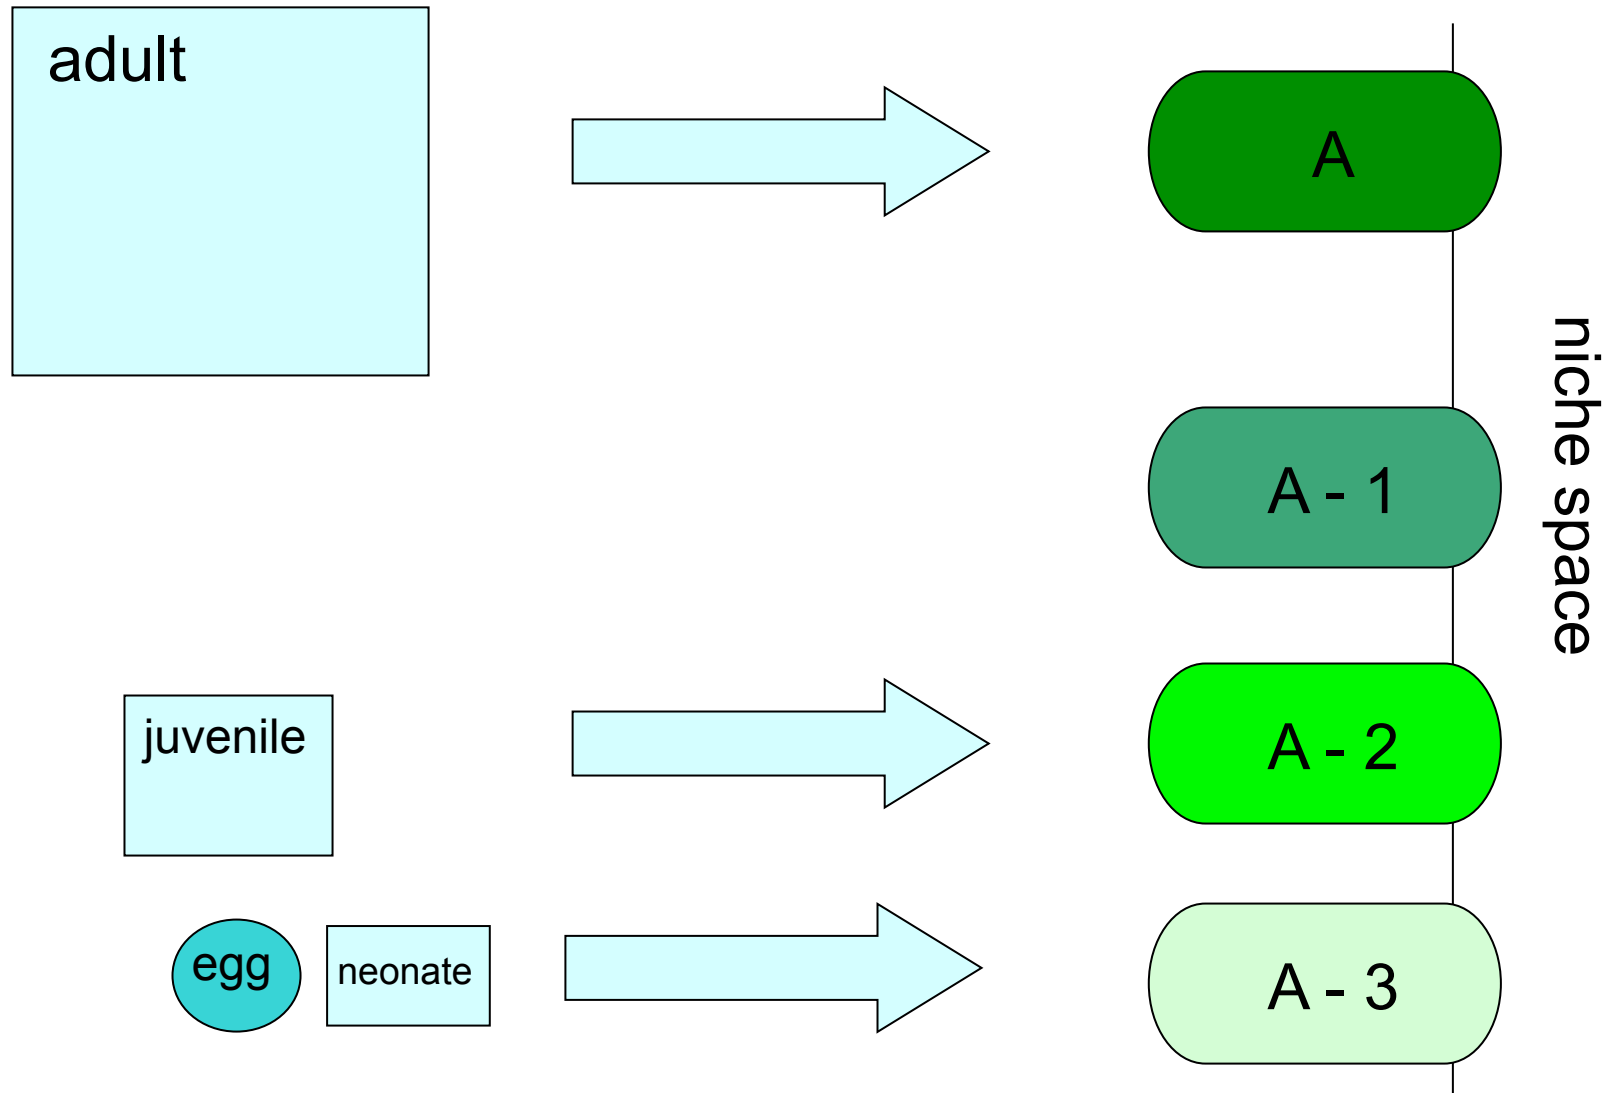 adult
A
A - 1
niche space
juvenile
A - 2
egg
neonate
A - 3